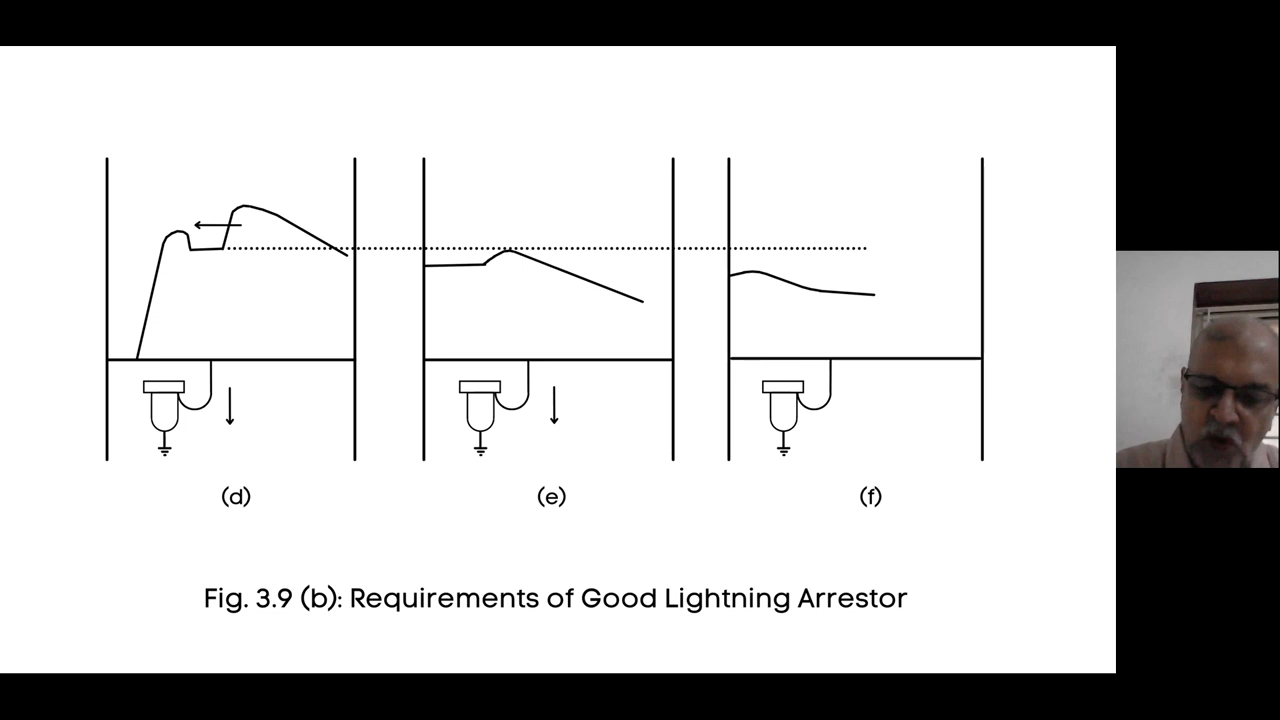 (d) (e) (f)
Fig. 3.9 (b): Requirements of Good Lightning Arrestor